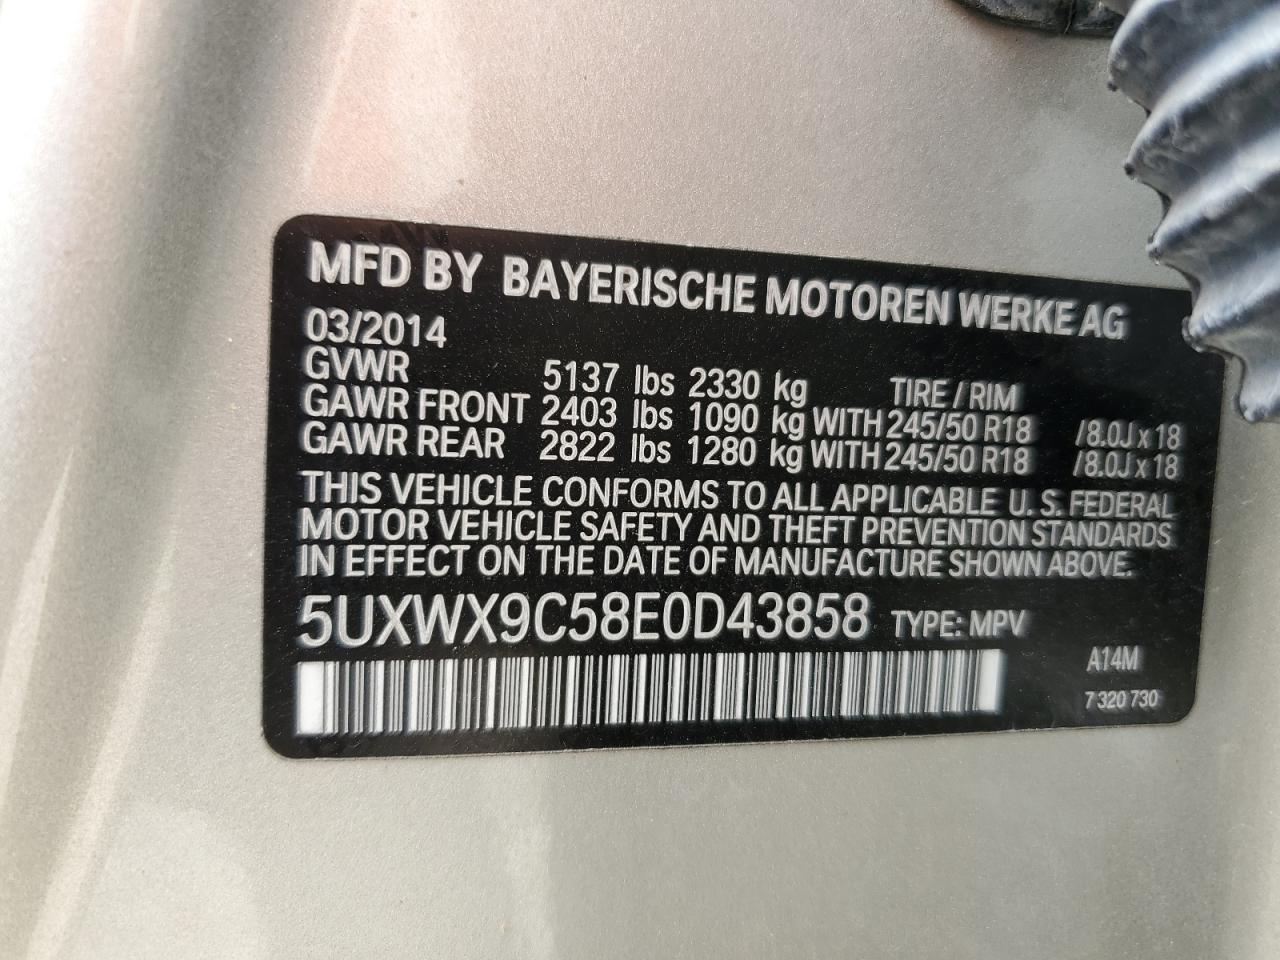 MFD BY BAYERISCHE MOTOREN WERKE AG
03/2014
GVWR 5137 lbs 2330 kg TIRE / RIM
GAWR FRONT 2403 lbs 1090 kg WITH 245/50 R18 /8.0J x 18
GAWR REAR 2822 lbs 1280 kg WITH 245/50 R18 /8.0J x 18
THIS VEHICLE CONFORMS TO ALL APPLICABLE U. S. FEDERAL
MOTOR VEHICLE SAFETY AND THEFT PREVENTION STANDARDS
IN EFFECT ON THE DATE OF MANUFACTURE SHOWN ABOVE.
5UXWX9C58E0D43858 TYPE: MPV
A14M
7 320 730